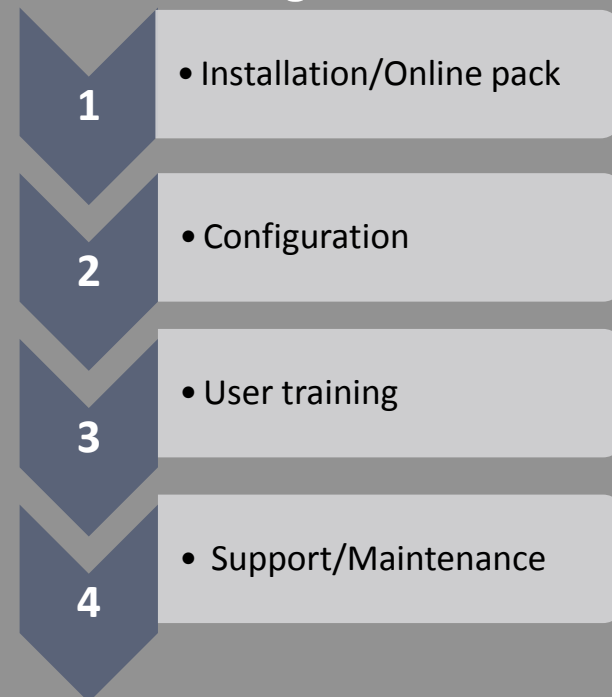 1
• Installation/Online pack
2
• Configuration
3
• User training
4
• Support/Maintenance